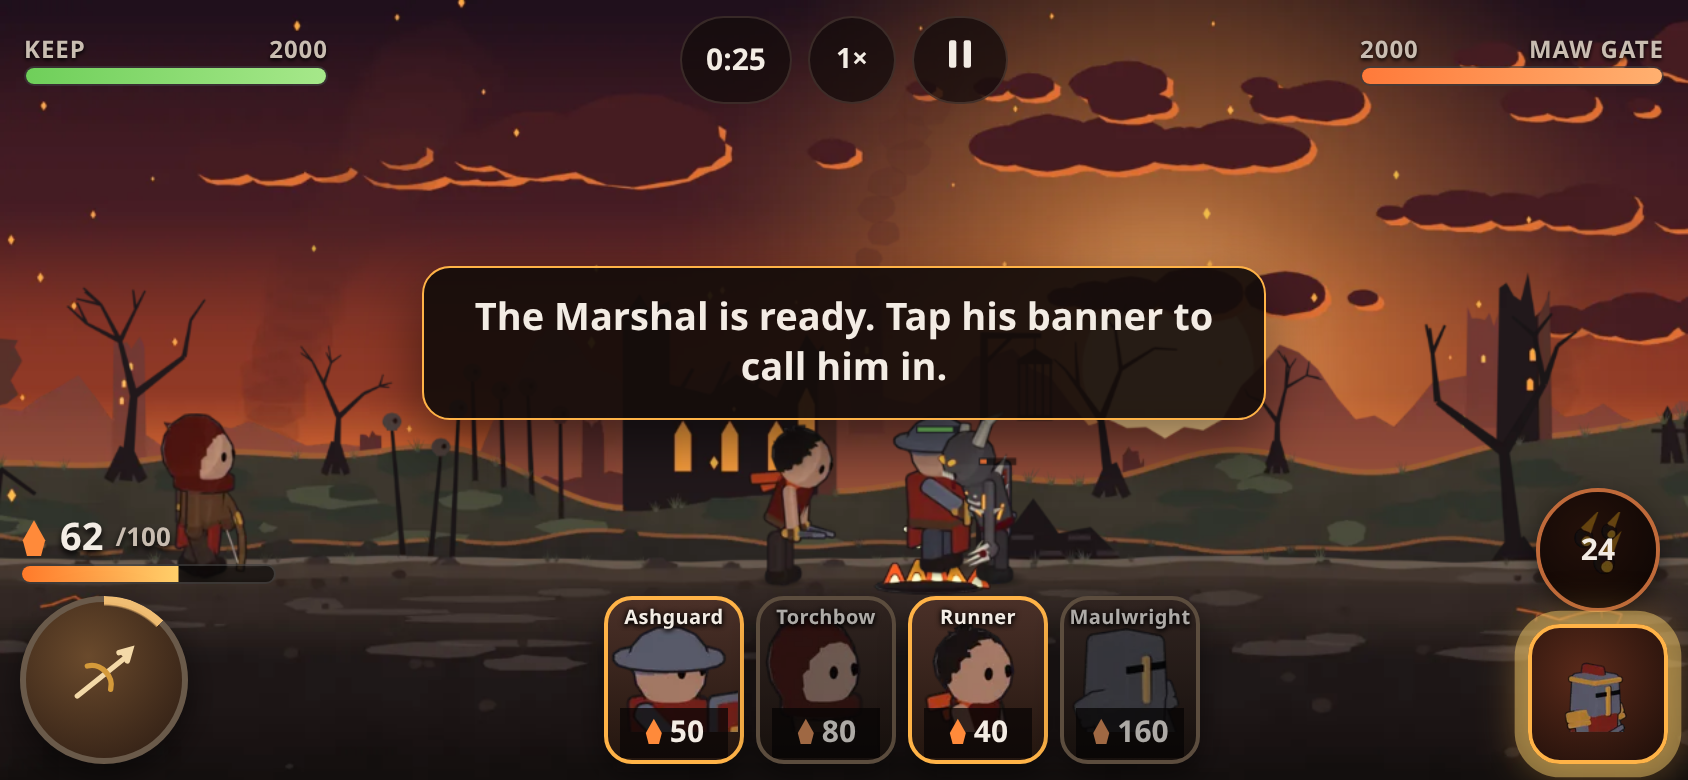 KEEP 2000
0:25
1×
2000 MAW GATE
The Marshal is ready. Tap his banner to
call him in.
62 /100
24
Ashguard
50
Torchbow
80
Runner
40
Maulwright
160